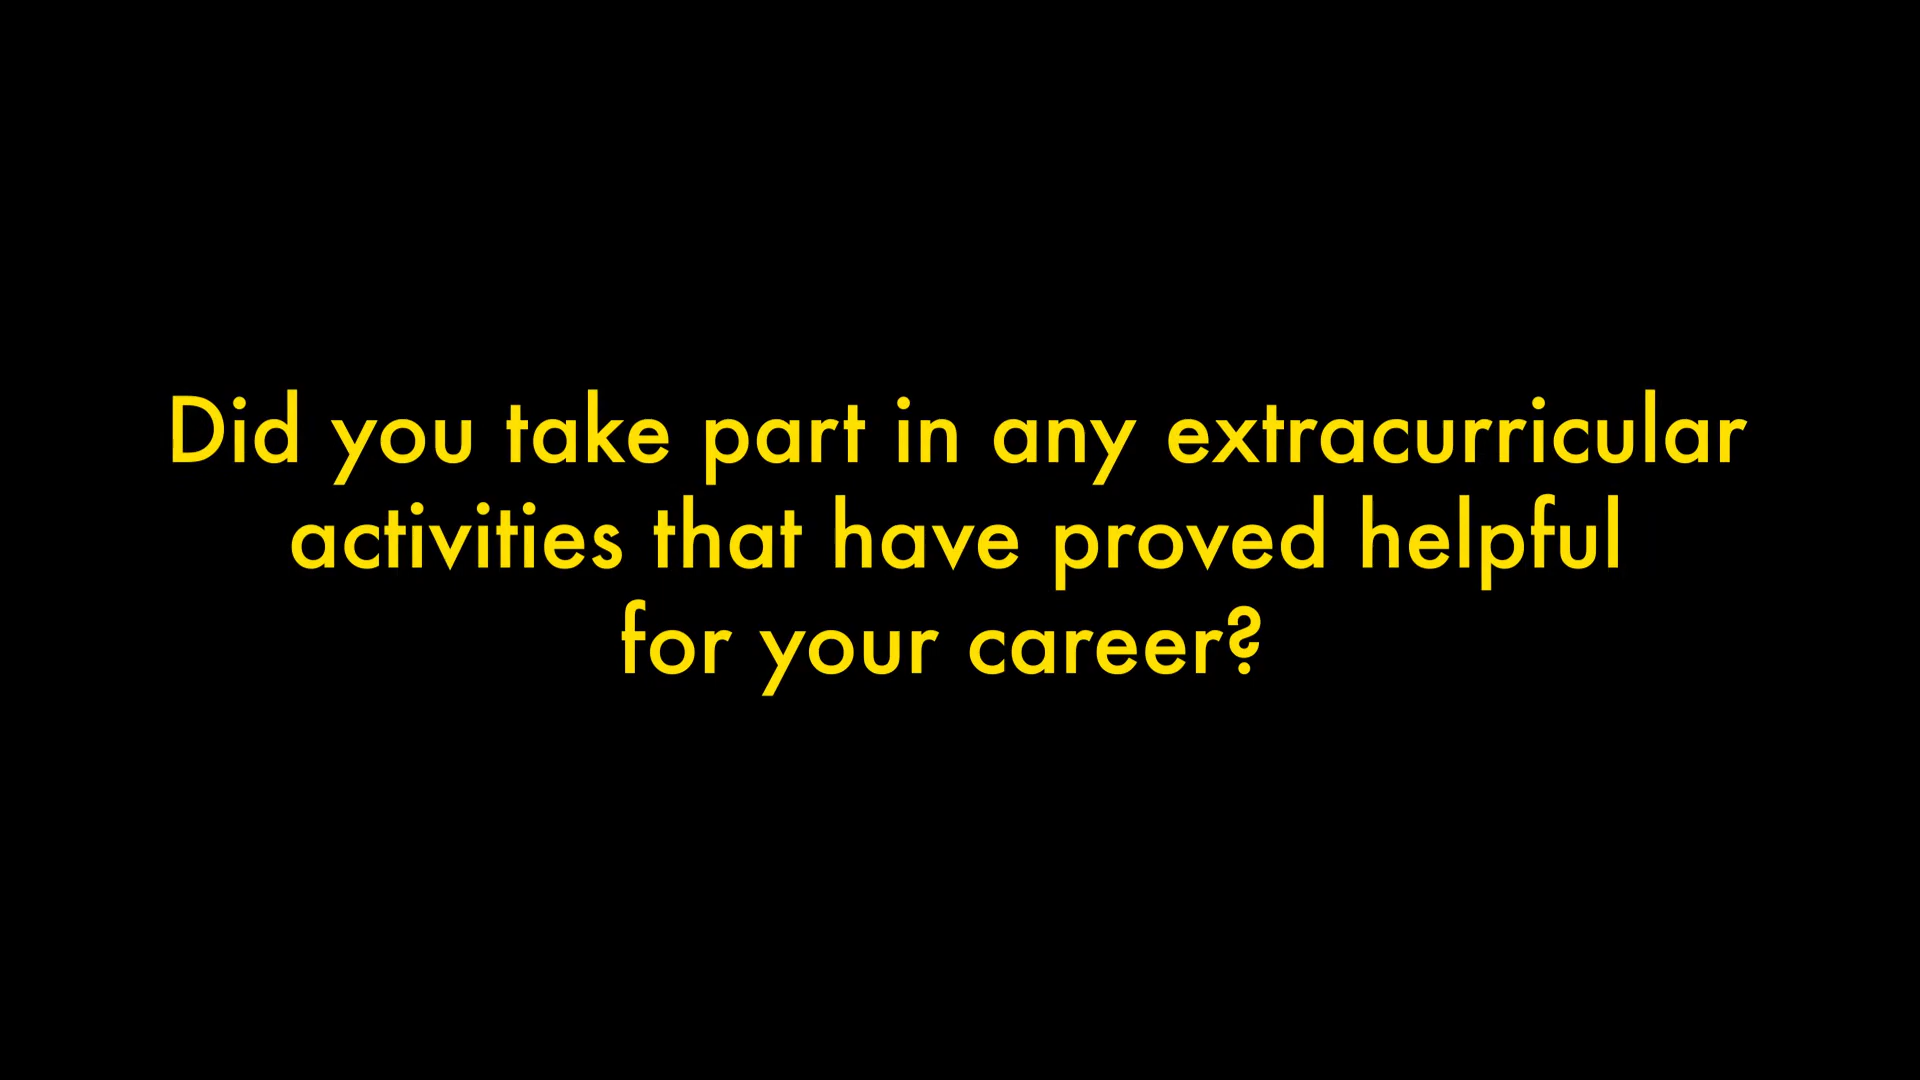 Did you take part in any extracurricular
activities that have proved helpful
for your career?